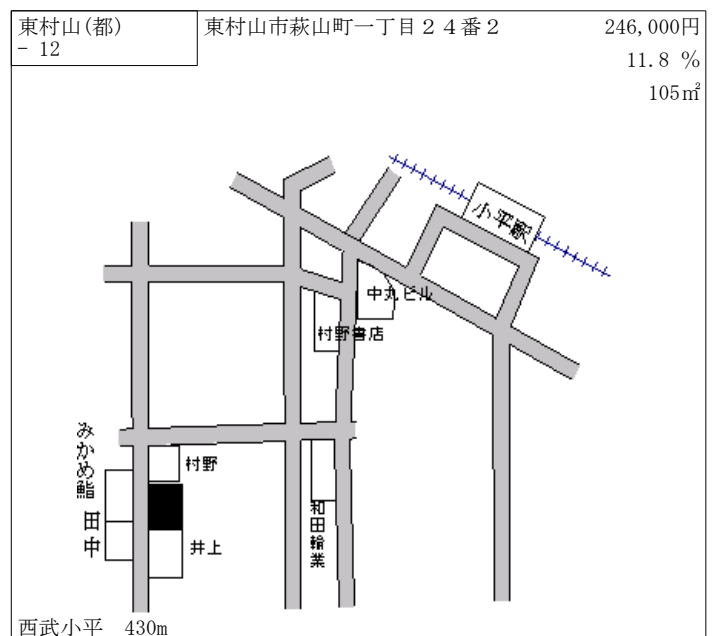 東村山(都)
－ 12
東村山市萩山町一丁目２４番２
246,000円
11.8 %
105㎡
小平駅
中丸ビル
村野書店
みかめ鮨
村野
田中
井上
和田輪業
西武小平　430m